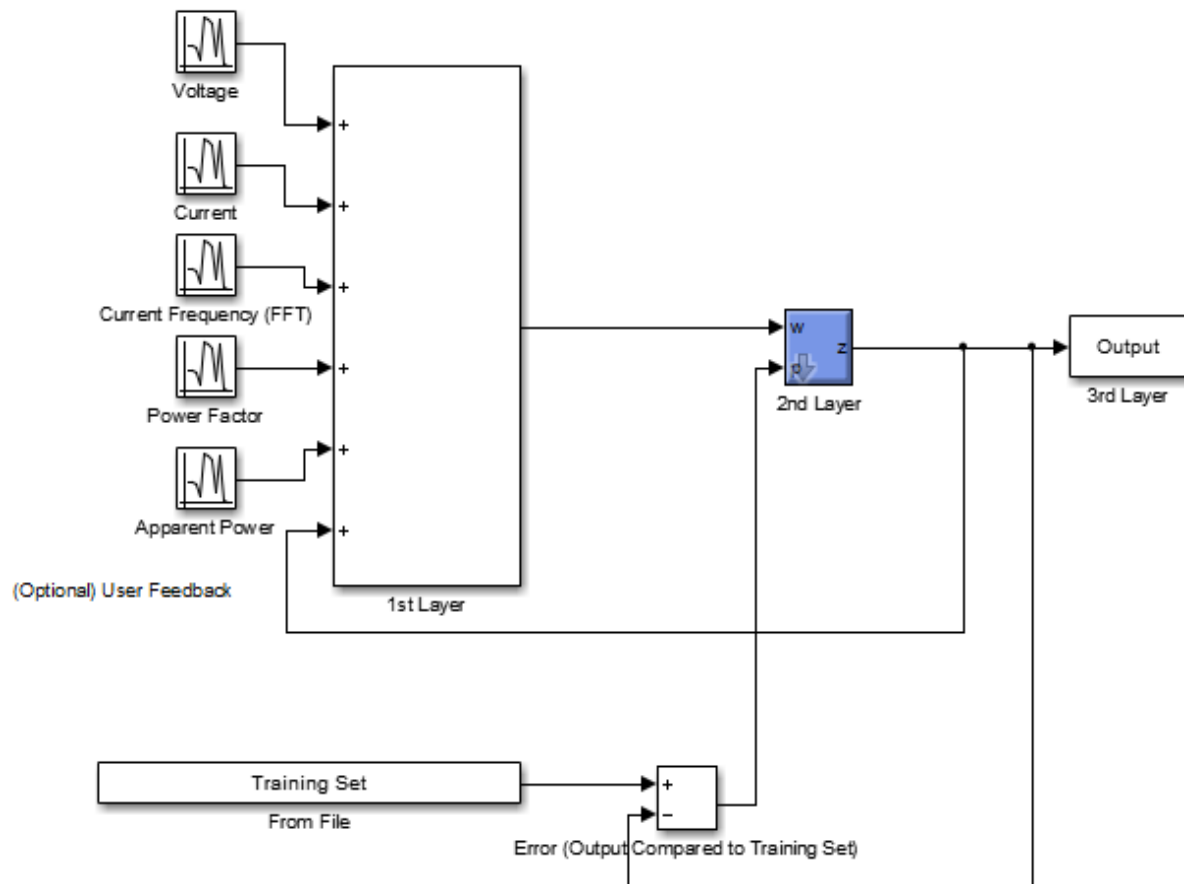 Voltage
+
Current
+
Current Frequency (FFT)
+
Power Factor
+
Apparent Power
+
+
(Optional) User Feedback
1st Layer
w
z
2nd Layer
Output
3rd Layer
Training Set
From File
+
−
Error (Output Compared to Training Set)